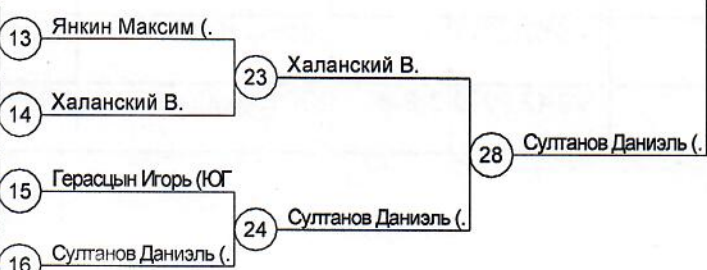 13 Янкин Максим (.
23 Халанский В.
14 Халанский В.
28 Султанов Даниэль (.
15 Герасцын Игорь (ЮГ
24 Султанов Даниэль (.
16 Султанов Даниэль (.